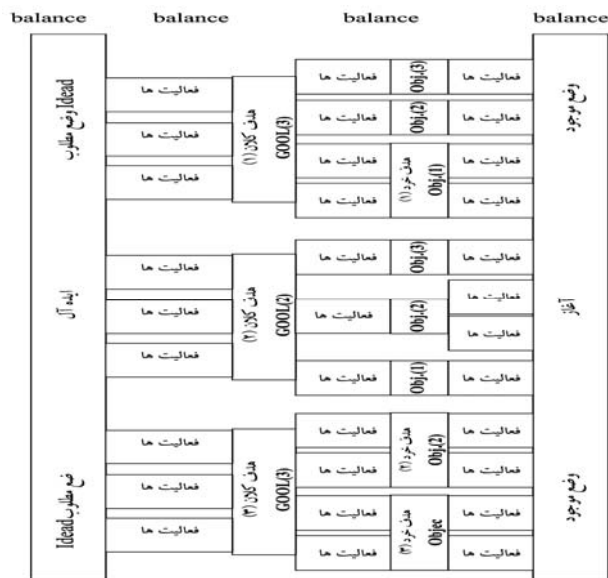 balance balance balance balance
وضع موجود
آغاز
وضع موجود
فعالیت ها
فعالیت ها
فعالیت ها
فعالیت ها
فعالیت ها
فعالیت ها
فعالیت ها
فعالیت ها
فعالیت ها
فعالیت ها
فعالیت ها
فعالیت ها
Obj.(3)
Obj.(2)
هدف خرد (۱)
Obj.(1)
Obj.(3)
Obj.(2)
Obj.(1)
هدف خرد (۲)
Obj.(2)
هدف خرد (۳)
Objec
فعالیت ها
فعالیت ها
فعالیت ها
فعالیت ها
فعالیت ها
فعالیت ها
فعالیت ها
فعالیت ها
فعالیت ها
فعالیت ها
فعالیت ها
هدف کلان (۱)
GOOL(3)
هدف کلان (۲)
GOOL(2)
هدف کلان (۳)
GOOL(3)
فعالیت ها
فعالیت ها
فعالیت ها
فعالیت ها
فعالیت ها
فعالیت ها
فعالیت ها
فعالیت ها
فعالیت ها
وضع مطلوب Idead
ایده آل
ضع مطلوب Idead